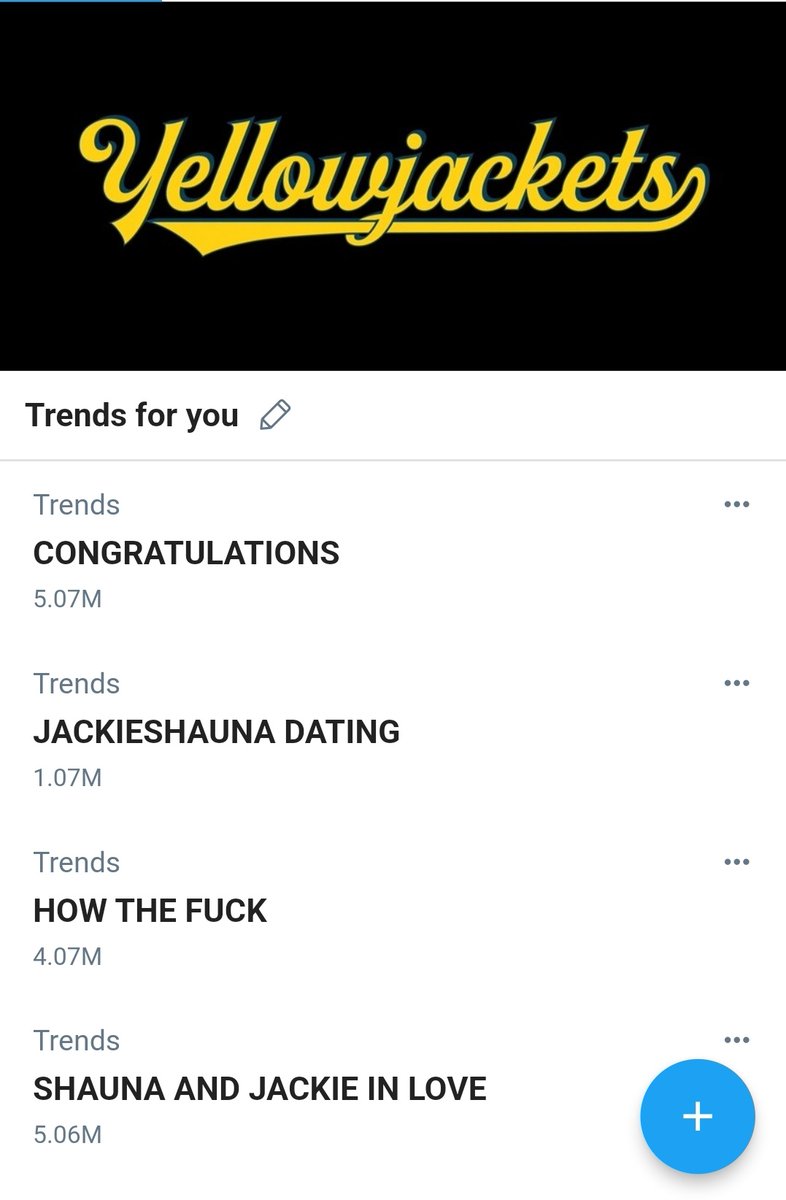 Yellowjackets
Trends for you
Trends
CONGRATULATIONS
5.07M
Trends
JACKIESHAUNA DATING
1.07M
Trends
HOW THE FUCK
4.07M
Trends
SHAUNA AND JACKIE IN LOVE
5.06M